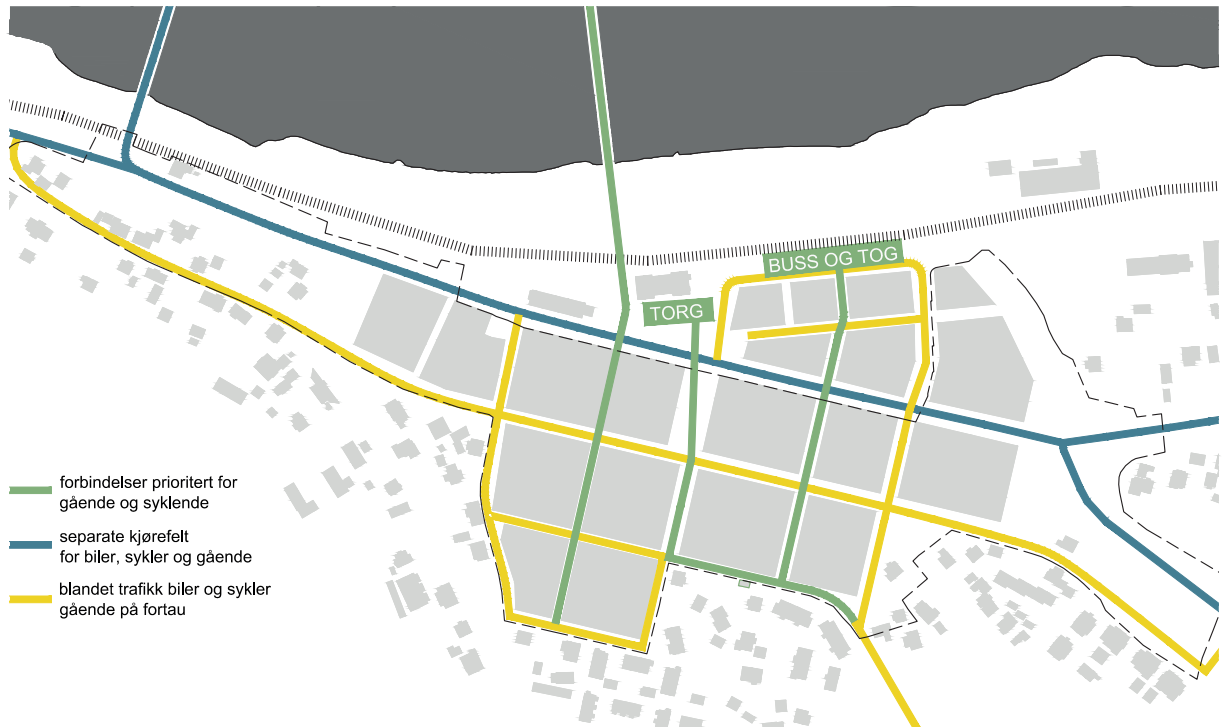 BUSS OG TOG
TORG
forbindelser prioritert for
gående og syklende
separate kjørefelt
for biler, sykler og gående
blandet trafikk biler og sykler
gående på fortau